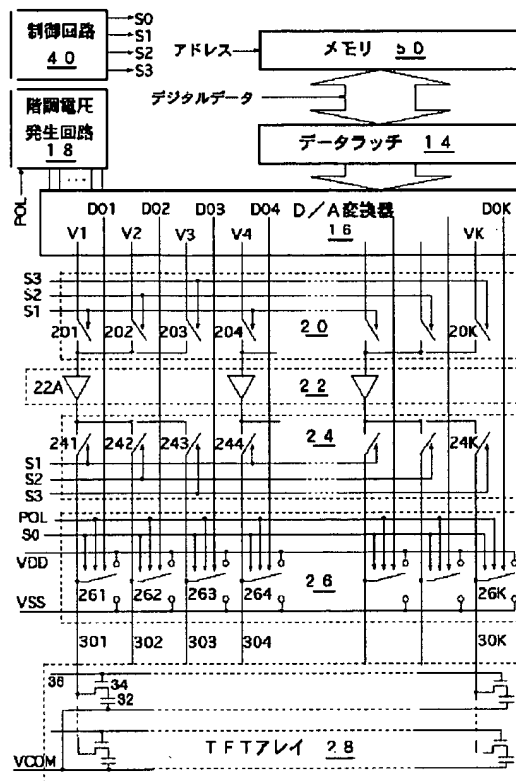 制御回路
40
S0
S1
S2
S3
アドレス
メモリ 50
デジタルデータ
階調電圧
発生回路
18
データラッチ 14
POL
D01 D02 D03 D04 D/A変換器 D0K
V1 V2 V3 V4 16 VK
S3
S2
S1
201 202 203 204 20 20K
22A 22
241 242 243 244 24 24K
S1
S2
S3
POL
S0
VDD
261 262 263 264 26 26K
VSS
301 302 303 304 30K
36 34
32
TFTアレイ 28
VCOM